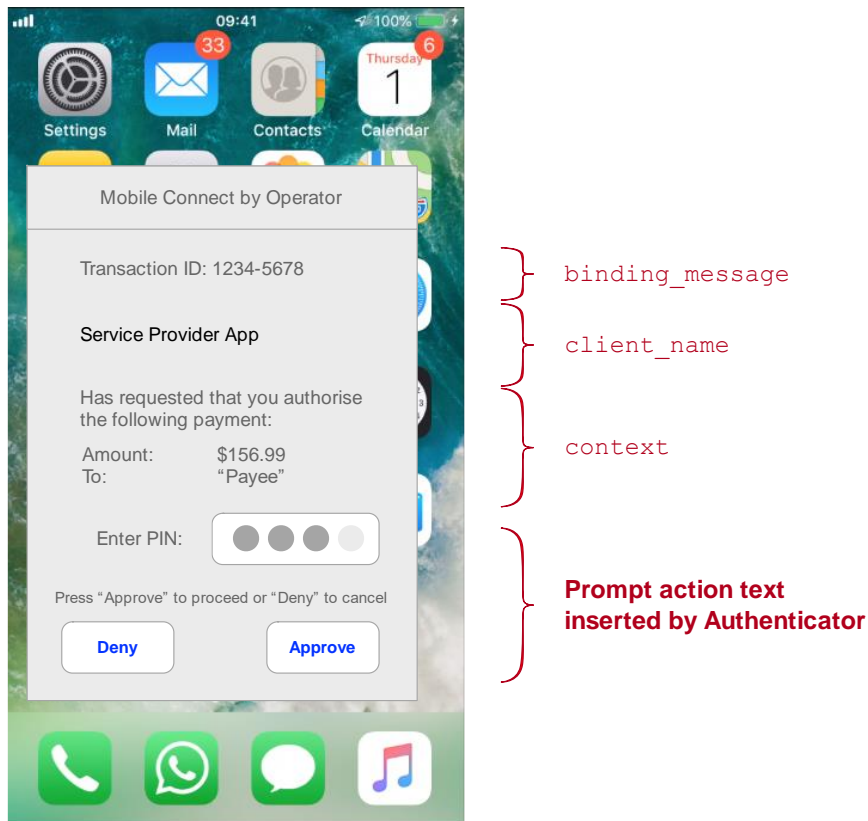 09:41
100%
33
6
Thursday
1
Settings
Mail
Contacts
Calendar
Mobile Connect by Operator
Transaction ID: 1234-5678
binding_message
Service Provider App
client_name
Has requested that you authorise
the following payment:
Amount: $156.99
To: “Payee”
context
Enter PIN:
Press “Approve” to proceed or “Deny” to cancel
Deny
Approve
Prompt action text
inserted by Authenticator